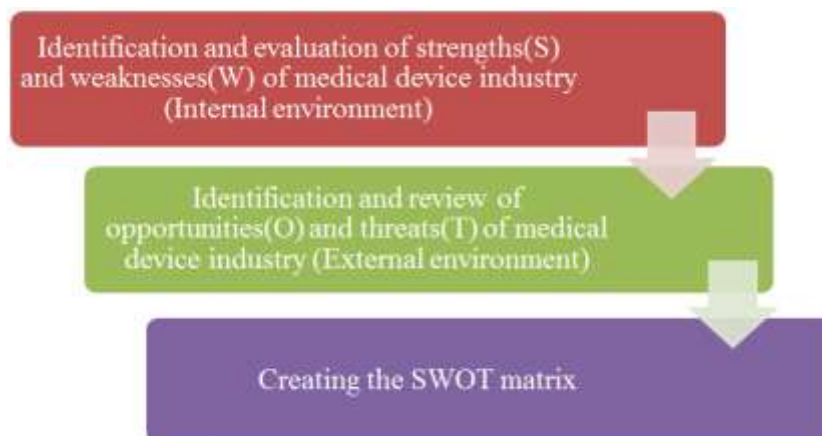 Identification and evaluation of strengths(S)
and weaknesses(W) of medical device industry
(Internal environment)
Identification and review of
opportunities(O) and threats(T) of medical
device industry (External environment)
Creating the SWOT matrix